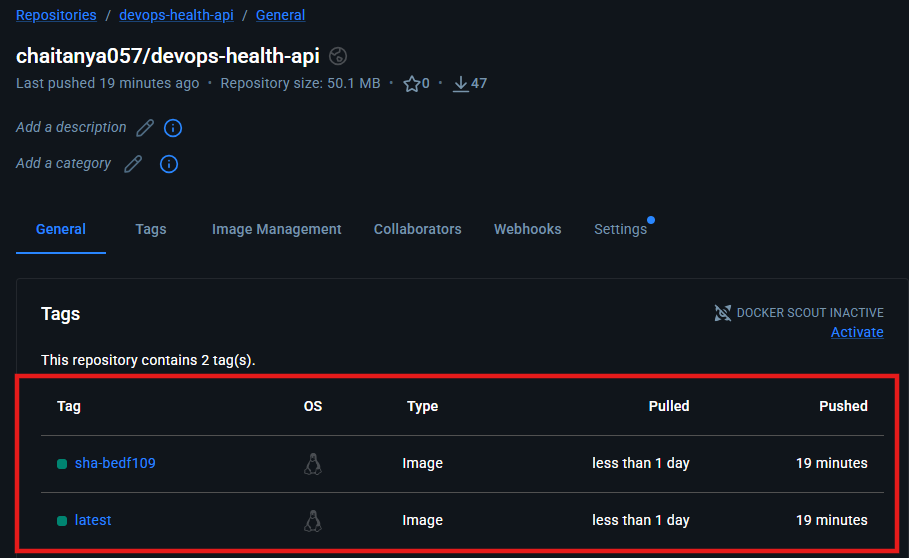 Repositories / devops-health-api / General
chaitanya057/devops-health-api
Last pushed 19 minutes ago • Repository size: 50.1 MB • 0 • 47
Add a description
Add a category
General Tags Image Management Collaborators Webhooks Settings
Tags
DOCKER SCOUT INACTIVE
Activate
This repository contains 2 tag(s).
Tag OS Type Pulled Pushed
sha-bedf109 Image less than 1 day 19 minutes
latest Image less than 1 day 19 minutes